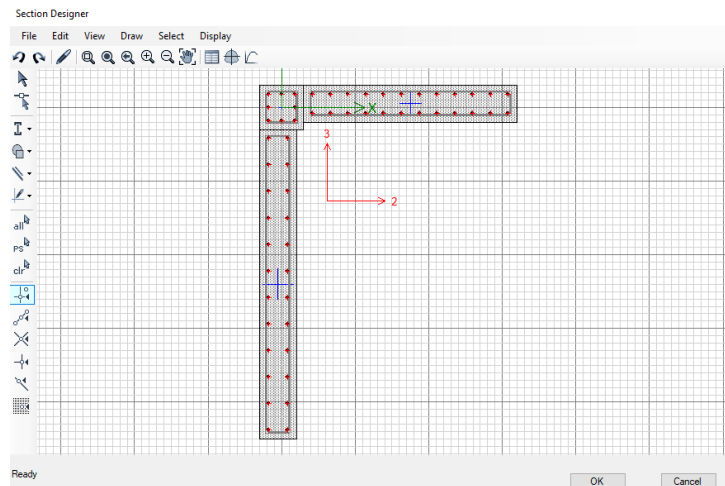 Section Designer
File Edit View Draw Select Display
all
PS
clr
X
3
2
Ready
OK Cancel